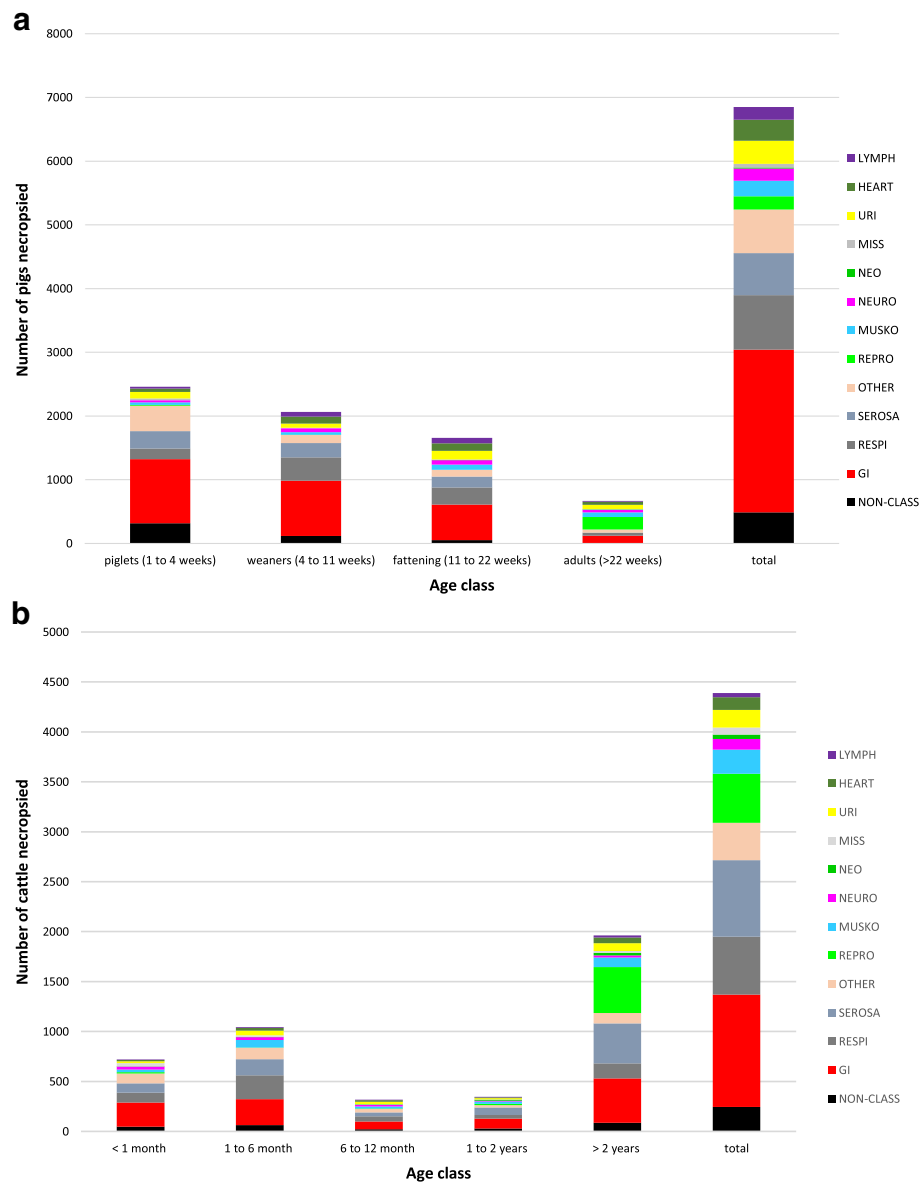 a
8000
7000
6000
5000
4000
3000
2000
1000
0
Number of pigs necropsied
piglets (1 to 4 weeks)
weaners (4 to 11 weeks)
fattening (11 to 22 weeks)
adults (>22 weeks)
total
Age class
LYMPH
HEART
URI
MISS
NEO
NEURO
MUSKO
REPRO
OTHER
SEROSA
RESPI
GI
NON-CLASS
b
5000
4500
4000
3500
3000
2500
2000
1500
1000
500
0
Number of cattle necropsied
< 1 month
1 to 6 month
6 to 12 month
1 to 2 years
> 2 years
total
Age class
LYMPH
HEART
URI
MISS
NEO
NEURO
MUSKO
REPRO
OTHER
SEROSA
RESPI
GI
NON-CLASS